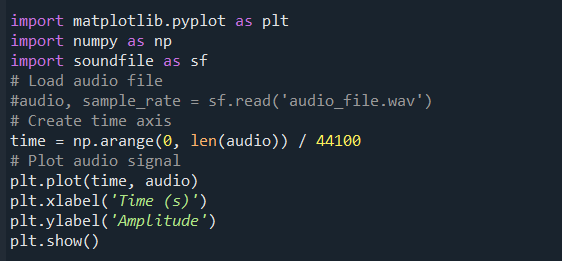 import matplotlib.pyplot as plt
import numpy as np
import soundfile as sf
# Load audio file
#audio, sample_rate = sf.read('audio_file.wav')
# Create time axis
time = np.arange(0, len(audio)) / 44100
# Plot audio signal
plt.plot(time, audio)
plt.xlabel('Time (s)')
plt.ylabel('Amplitude')
plt.show()